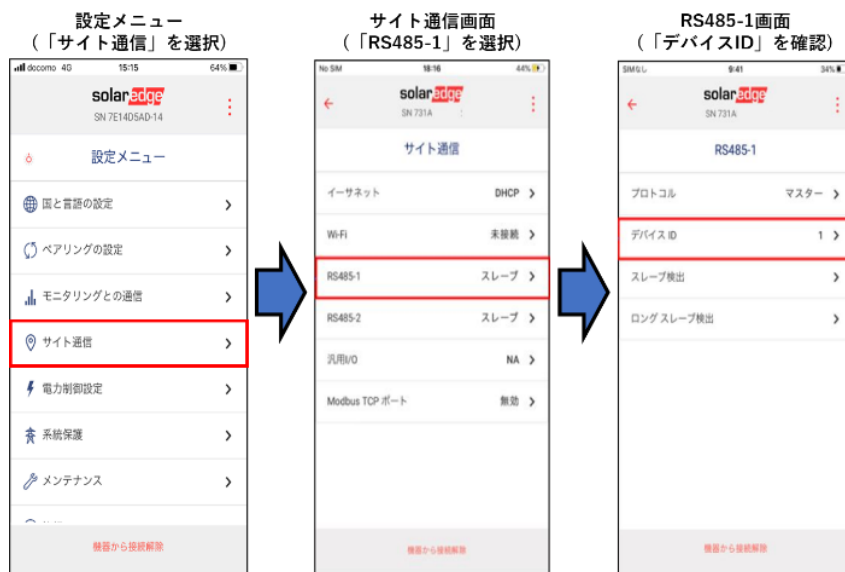 設定メニュー
（「サイト通信」を選択）
docomo 4G 15:15 64%
solaredge
SN 7E14D5AD-14
設定メニュー
国と言語の設定
ペアリングの設定
モニタリングとの通信
サイト通信
電力制御設定
系統保護
メンテナンス
機器から接続解除
サイト通信画面
（「RS485-1」を選択）
No SIM 18:16 44%
solaredge
SN 731A
サイト通信
イーサネット DHCP
Wi-Fi 未接続
RS485-1 スレーブ
RS485-2 スレーブ
汎用I/O NA
Modbus TCP ポート 無効
機器から接続解除
RS485-1画面
（「デバイスID」を確認）
SIMなし 9:41 34%
solaredge
SN 731A
RS485-1
プロトコル マスター
デバイス ID 1
スレーブ検出
ロング スレーブ検出
機器から接続解除